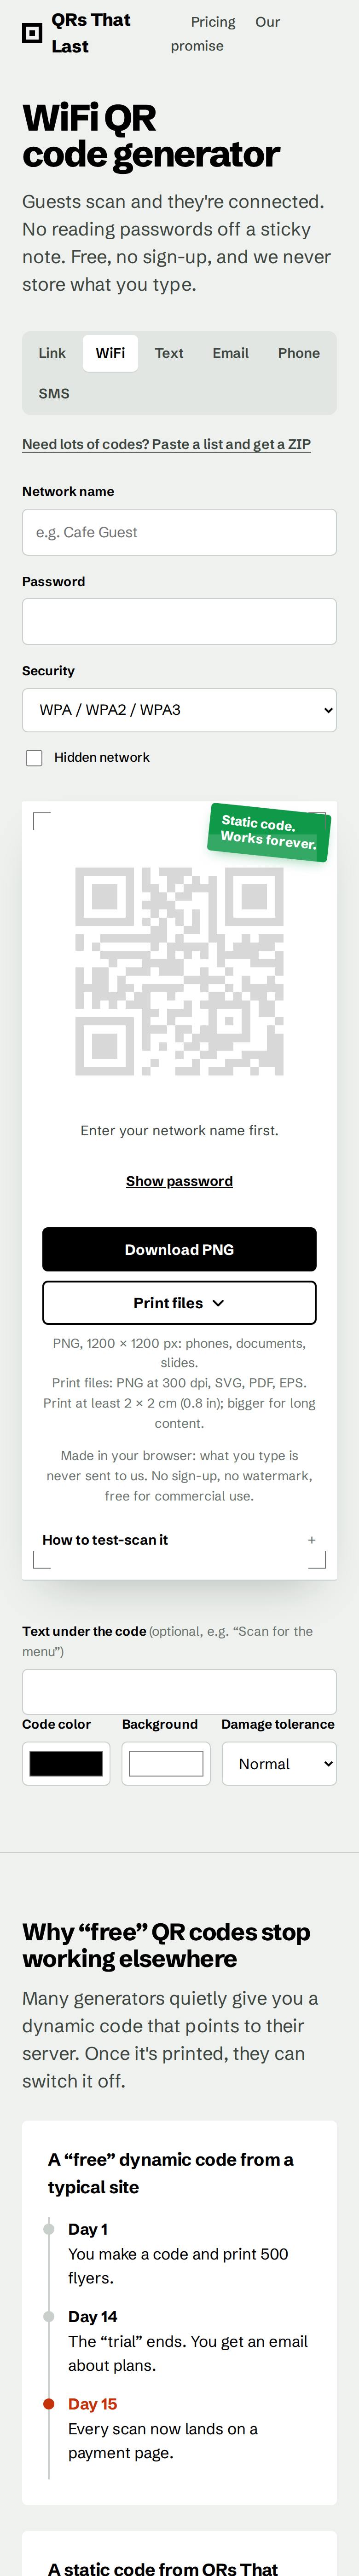 QRs That
Last
Pricing
Our
promise
WiFi QR
code generator
Guests scan and they're connected.
No reading passwords off a sticky
note. Free, no sign-up, and we never
store what you type.
Link
WiFi
Text
Email
Phone
SMS
Need lots of codes? Paste a list and get a ZIP
Network name
e.g. Cafe Guest
Password
Security
WPA / WPA2 / WPA3
Hidden network
Static code.
Works forever.
Enter your network name first.
Show password
Download PNG
Print files
PNG, 1200 × 1200 px: phones, documents,
slides.
Print files: PNG at 300 dpi, SVG, PDF, EPS.
Print at least 2 × 2 cm (0.8 in); bigger for long
content.
Made in your browser: what you type is
never sent to us. No sign-up, no watermark,
free for commercial use.
How to test-scan it +
Text under the code (optional, e.g. “Scan for the
menu”)
Code color
Background
Damage tolerance
Normal
Why “free” QR codes stop
working elsewhere
Many generators quietly give you a
dynamic code that points to their
server. Once it's printed, they can
switch it off.
A “free” dynamic code from a
typical site
Day 1
You make a code and print 500
flyers.
Day 14
The “trial” ends. You get an email
about plans.
Day 15
Every scan now lands on a
payment page.
A static code from QRs That